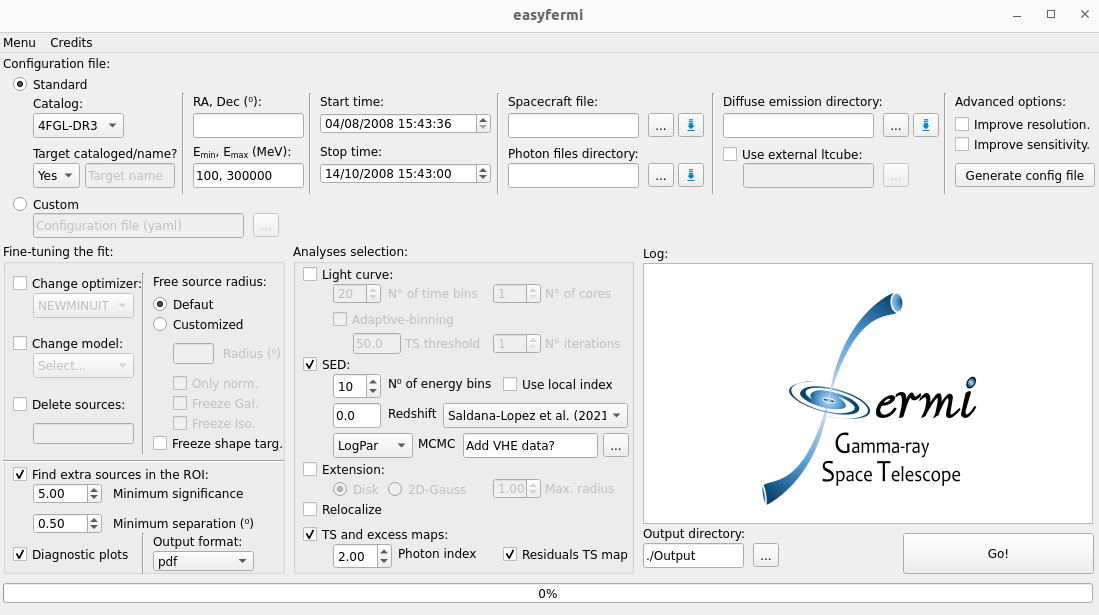 easyfermi
Menu Credits
Configuration file:
Standard
Catalog:
4FGL-DR3
Target cataloged/name?
Yes
Target name
RA, Dec (⁰):
Emin, Emax (MeV):
100, 300000
Start time:
04/08/2008 15:43:36
Stop time:
14/10/2008 15:43:00
Spacecraft file:
...
Photon files directory:
...
Diffuse emission directory:
...
Use external ltcube:
...
Advanced options:
Improve resolution.
Improve sensitivity.
Generate config file
Custom
Configuration file (yaml)
...
Fine-tuning the fit:
Change optimizer:
NEWMINUIT
Change model:
Select...
Delete sources:
Free source radius:
Defaut
Customized
Radius (⁰)
Only norm.
Freeze Gal.
Freeze Iso.
Freeze shape targ.
Find extra sources in the ROI:
5.00 Minimum significance
0.50 Minimum separation (⁰)
Diagnostic plots
Output format:
pdf
Analyses selection:
Light curve:
20 N° of time bins 1 N° of cores
Adaptive-binning
50.0 TS threshold 1 N° iterations
SED:
10 Nº of energy bins Use local index
0.0 Redshift Saldana-Lopez et al. (2021
LogPar MCMC Add VHE data? ...
Extension:
Disk 2D-Gauss 1.00 Max. radius
Relocalize
TS and excess maps:
2.00 Photon index Residuals TS map
Log:
Fermi
Gamma-ray
Space Telescope
Output directory:
./Output ...
Go!
0%